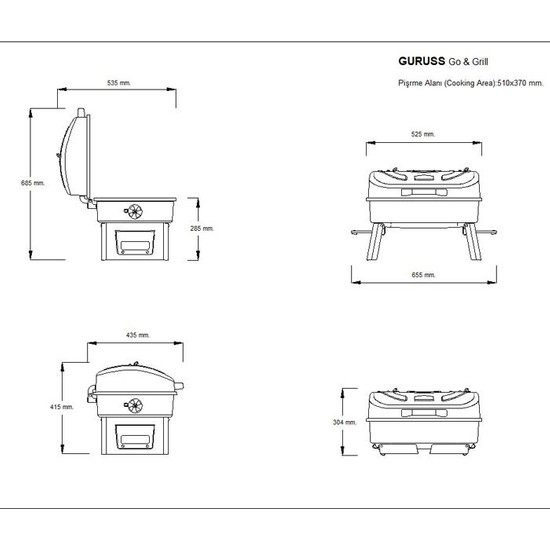 GURUSS Go & Grill
Pişrme Alanı (Cooking Area):510x370 mm.
535 mm.
685 mm.
285 mm.
525 mm.
655 mm.
435 mm.
415 mm.
304 mm.